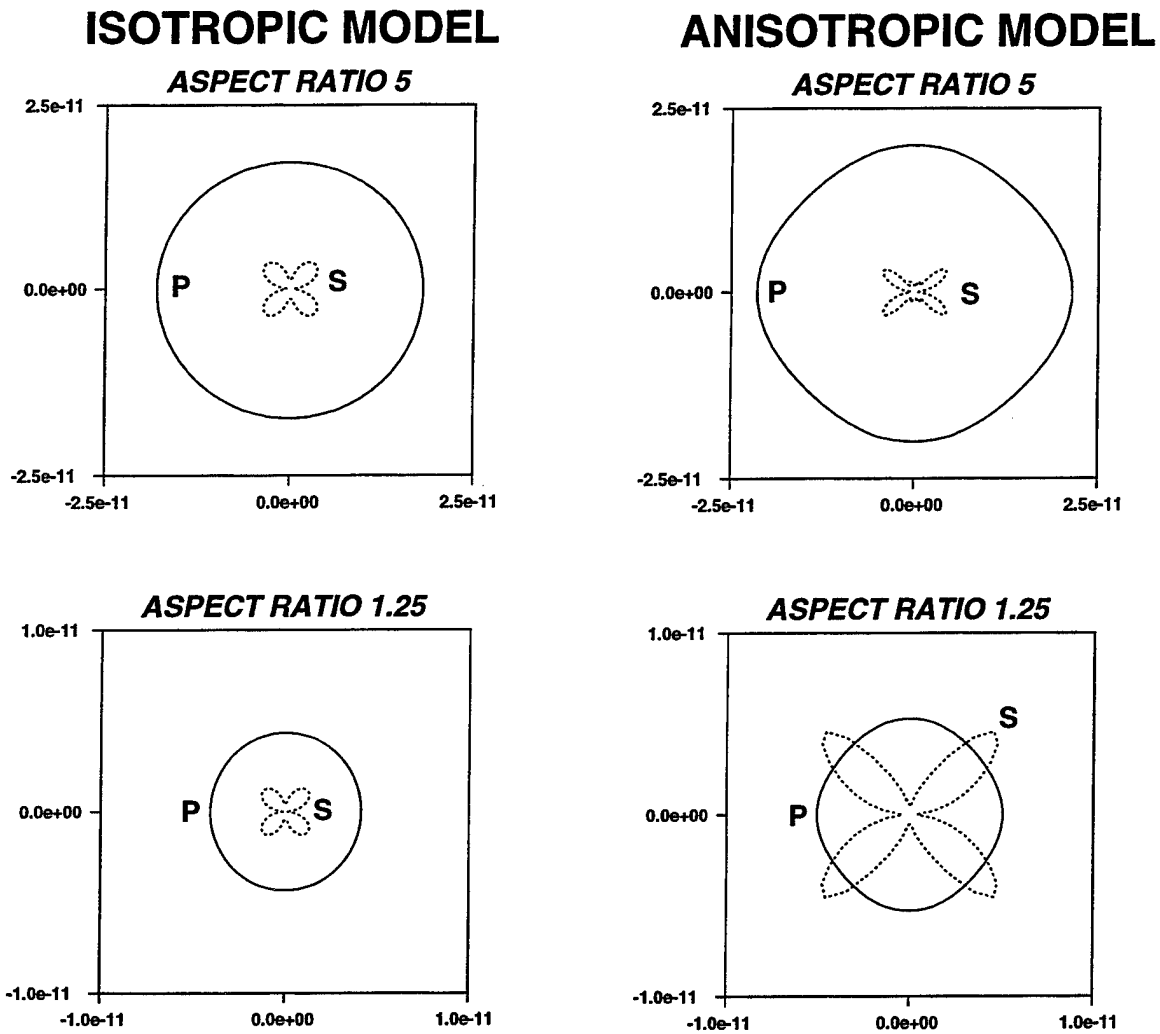 ISOTROPIC MODEL
ANISOTROPIC MODEL
ASPECT RATIO 5
2.5e-11
P
S
0.0e+00
-2.5e-11
-2.5e-11
0.0e+00
2.5e-11
ASPECT RATIO 5
2.5e-11
P
S
0.0e+00
-2.5e-11
-2.5e-11
0.0e+00
2.5e-11
ASPECT RATIO 1.25
1.0e-11
P
S
0.0e+00
-1.0e-11
-1.0e-11
0.0e+00
1.0e-11
ASPECT RATIO 1.25
1.0e-11
S
P
0.0e+00
-1.0e-11
-1.0e-11
0.0e+00
1.0e-11